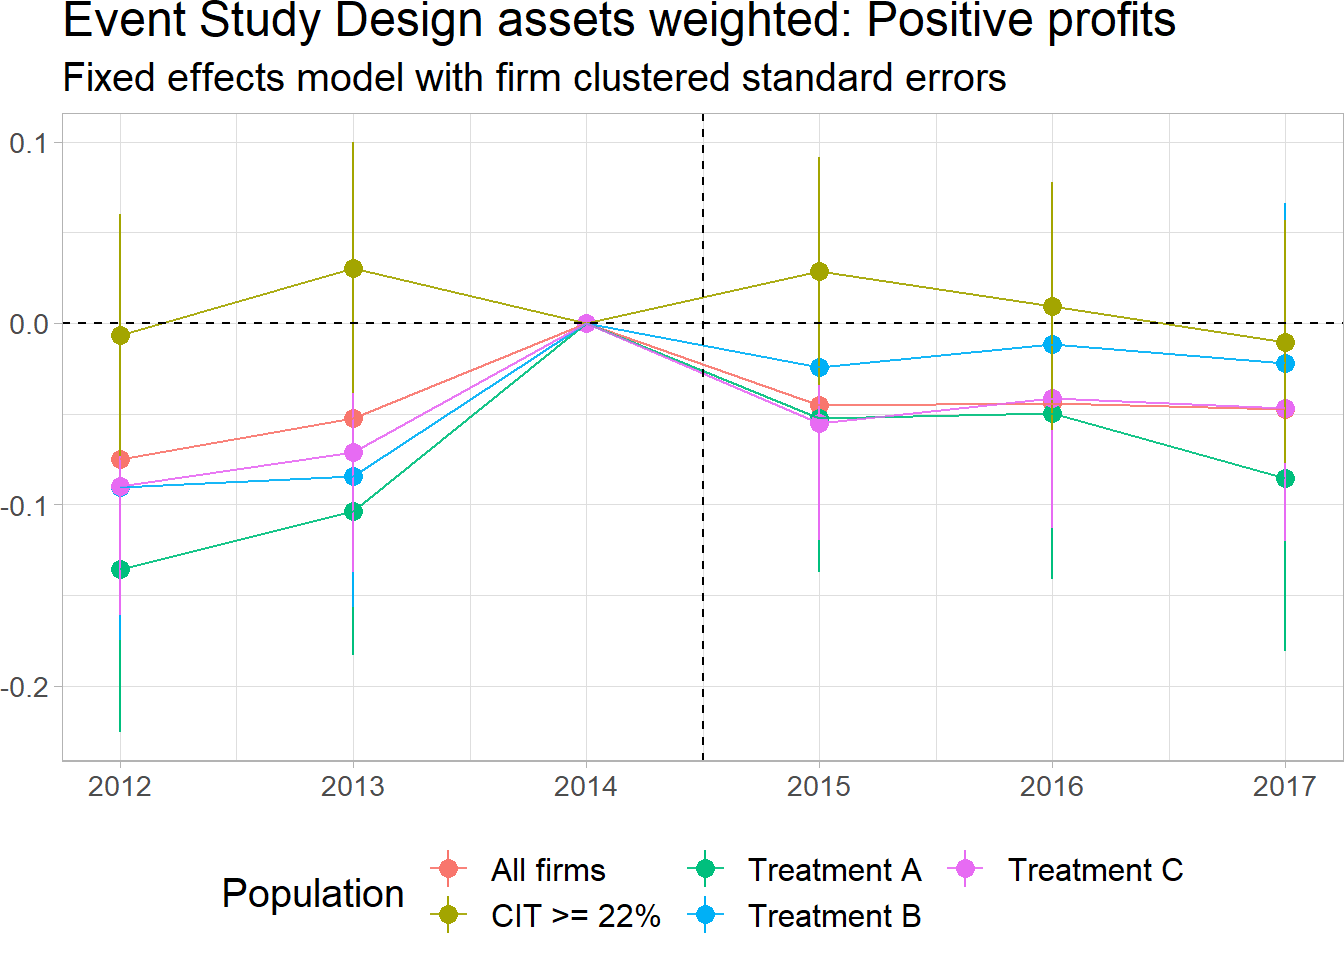 Event Study Design assets weighted: Positive profits
Fixed effects model with firm clustered standard errors
0.1
0.0
-0.1
-0.2
2012 2013 2014 2015 2016 2017
Population
All firms Treatment A Treatment C
CIT >= 22% Treatment B